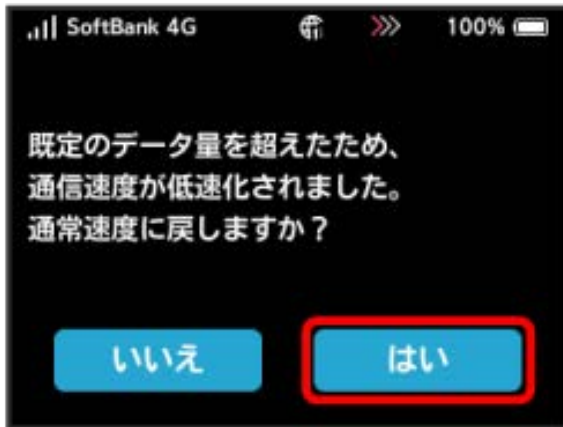 SoftBank 4G 100%
既定のデータ量を超えたため、
通信速度が低速化されました。
通常速度に戻しますか？
いいえ はい